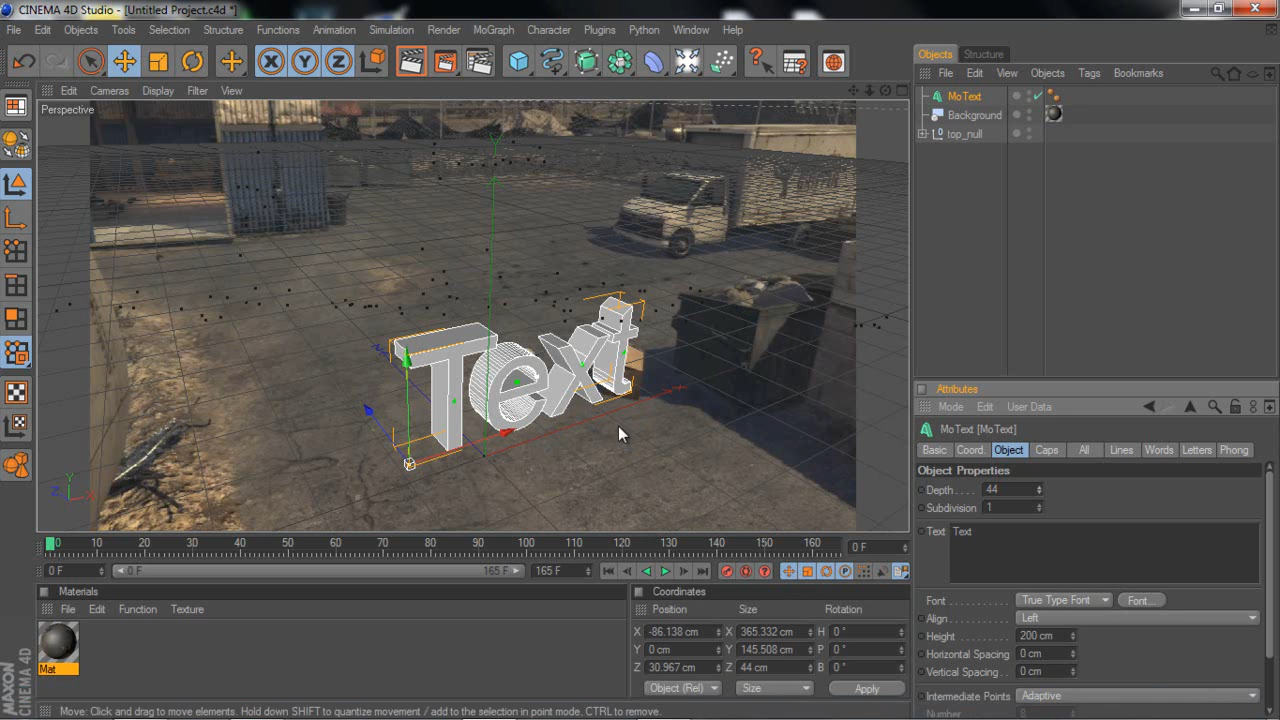 CINEMA 4D Studio - [Untitled Project.c4d *]
File Edit Objects Tools Selection Structure Functions Animation Simulation Render MoGraph Character Plugins Python Window Help
X Y Z
Objects Structure
File Edit View Objects Tags Bookmarks
MoText
Background
top_null
Edit Cameras Display Filter View
Perspective
Y
Text
X
Y
Z X
Attributes
Mode Edit User Data
MoText [MoText]
Basic Coord. Object Caps All Lines Words Letters Phong
Object Properties
Depth . . . . 44
Subdivision 1
Text Text
Font . . . . . . . . . . . True Type Font Font...
Align . . . . . . . . . . . Left
Height . . . . . . . . . . 200 cm
Horizontal Spacing 0 cm
Vertical Spacing . . . 0 cm
Intermediate Points Adaptive
Number 8
0 10 20 30 40 50 60 70 80 90 100 110 120 130 140 150 160 0 F
0 F 0 F 165 F 165 F
Materials
File Edit Function Texture
Mat
Coordinates
Position Size Rotation
X -86.138 cm X 365.332 cm H 0 °
Y 0 cm Y 145.508 cm P 0 °
Z 30.967 cm Z 44 cm B 0 °
Object (Rel) Size Apply
MAXON
CINEMA 4D
Move: Click and drag to move elements. Hold down SHIFT to quantize movement / add to the selection in point mode. CTRL to remove.